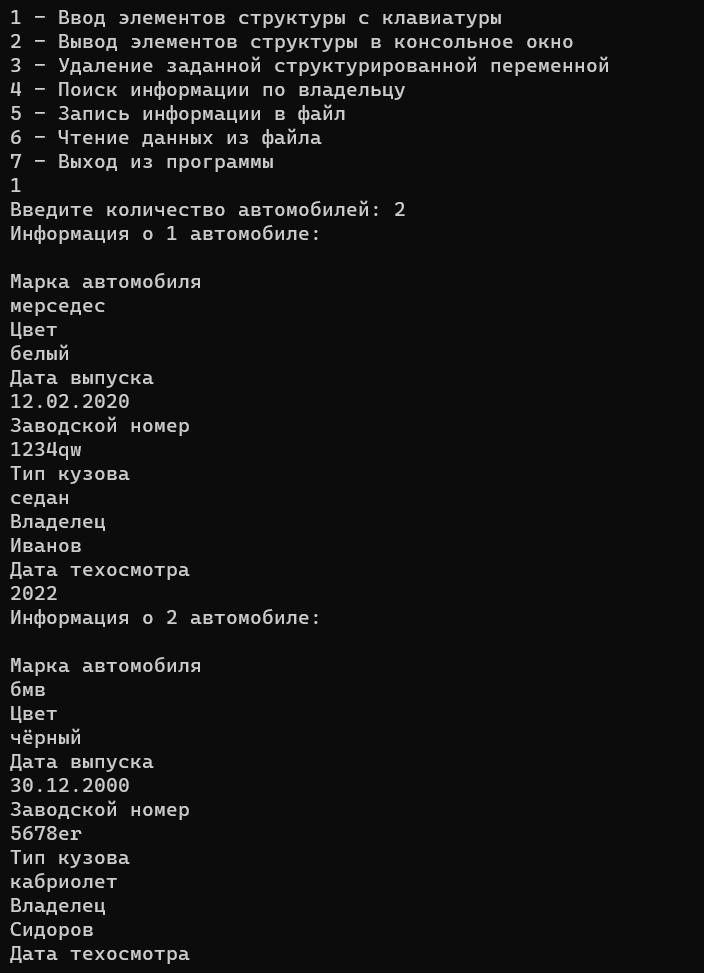 1 – Ввод элементов структуры с клавиатуры
2 – Вывод элементов структуры в консольное окно
3 – Удаление заданной структурированной переменной
4 – Поиск информации по владельцу
5 – Запись информации в файл
6 – Чтение данных из файла
7 – Выход из программы
1
Введите количество автомобилей: 2
Информация о 1 автомобиле:
Марка автомобиля
мерседес
Цвет
белый
Дата выпуска
12.02.2020
Заводской номер
1234qw
Тип кузова
седан
Владелец
Иванов
Дата техосмотра
2022
Информация о 2 автомобиле:
Марка автомобиля
бмв
Цвет
чёрный
Дата выпуска
30.12.2000
Заводской номер
5678er
Тип кузова
кабриолет
Владелец
Сидоров
Дата техосмотра